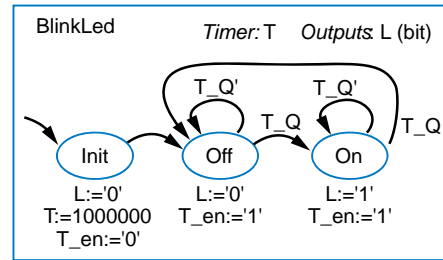 BlinkLed
Timer: T Outputs: L (bit)
T_Q' T_Q'
T_Q
T_Q
Init Off On
L:='0' L:='0' L:='1'
T:=1000000 T_en:='1' T_en:='1'
T_en:='0'